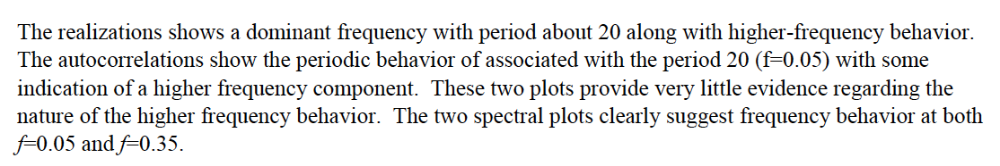 The realizations shows a dominant frequency with period about 20 along with higher-frequency behavior.
The autocorrelations show the periodic behavior of associated with the period 20 (f=0.05) with some
indication of a higher frequency component.  These two plots provide very little evidence regarding the
nature of the higher frequency behavior.  The two spectral plots clearly suggest frequency behavior at both
f=0.05 and f=0.35.